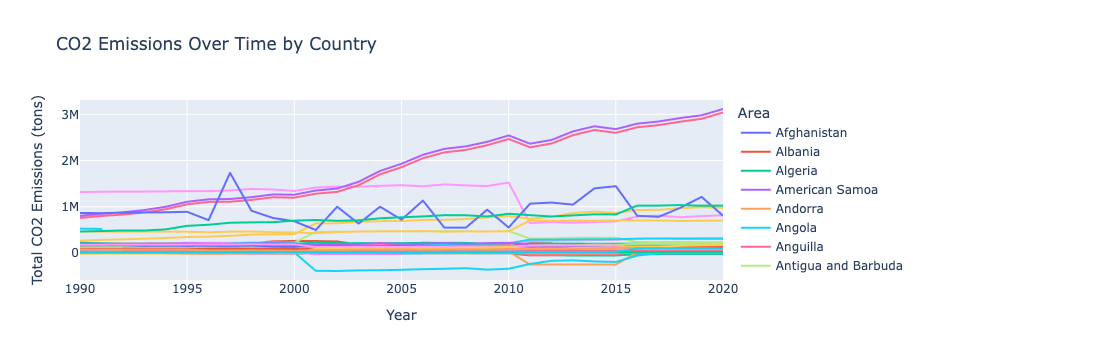 CO2 Emissions Over Time by Country
Total CO2 Emissions (tons)
3M
2M
1M
0
1990 1995 2000 2005 2010 2015 2020
Year
Area
Afghanistan
Albania
Algeria
American Samoa
Andorra
Angola
Anguilla
Antigua and Barbuda